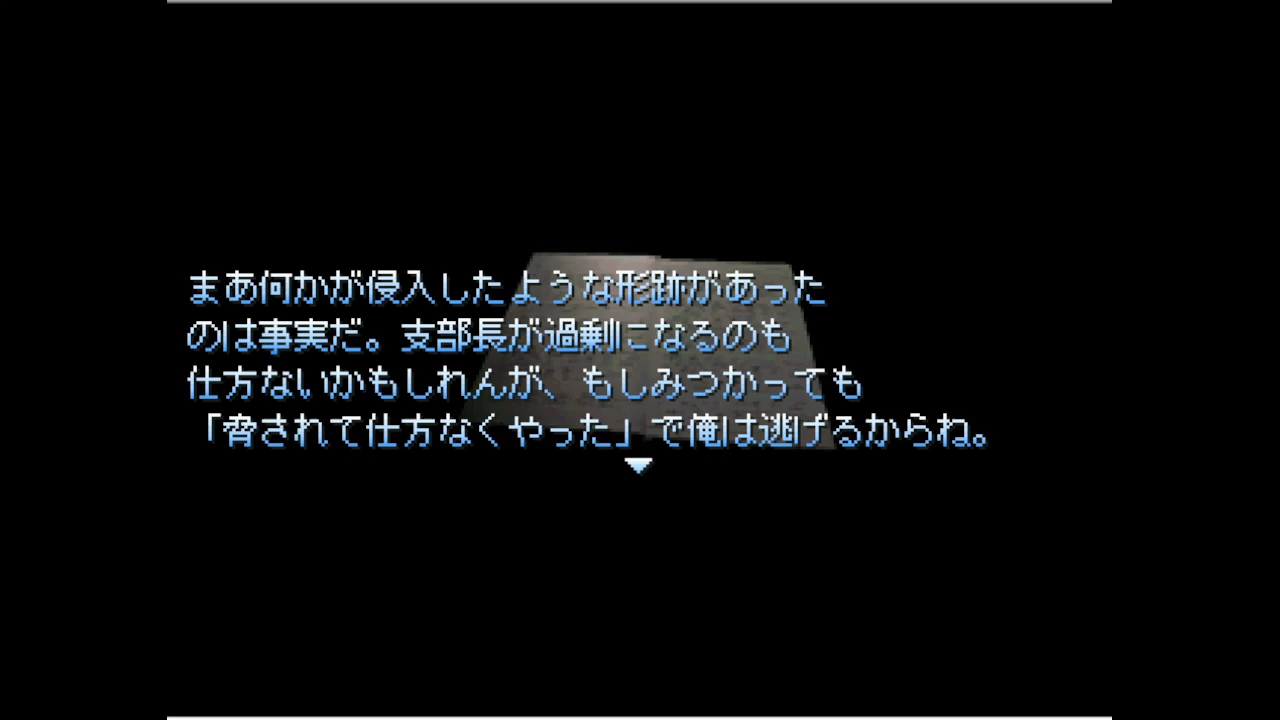 まあ何かが侵入したような形跡があった
のは事実だ。支部長が過剰になるのも
仕方ないかもしれんが、もしみつかっても
「脅されて仕方なくやった」で俺は逃げるからね。